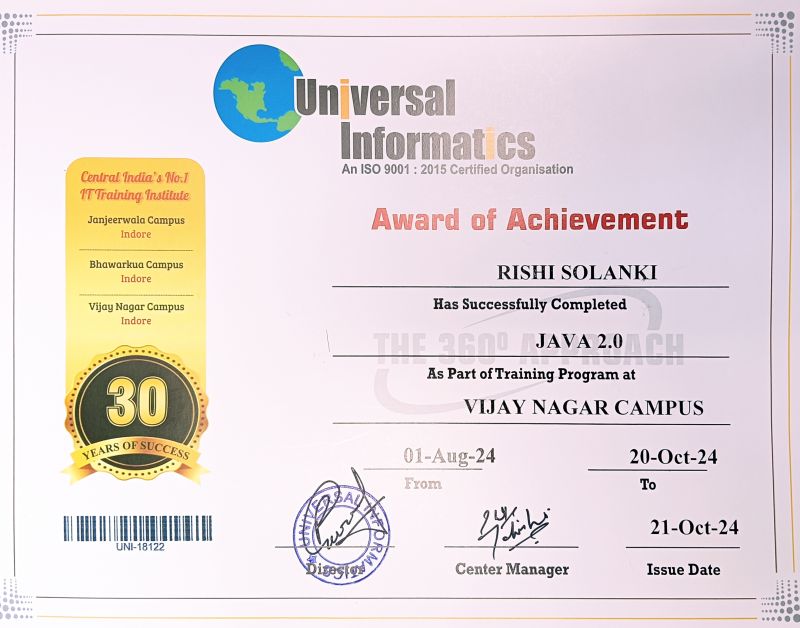 Universal
Informatics
An ISO 9001 : 2015 Certified Organisation
Central India's No.1
IT Training Institute
Janjeerwala Campus
Indore
Bhawarkua Campus
Indore
Vijay Nagar Campus
Indore
30
YEARS OF SUCCESS
UNI-18122
Award of Achievement
RISHI SOLANKI
Has Successfully Completed
THE 360° APPROACH
JAVA 2.0
As Part of Training Program at
VIJAY NAGAR CAMPUS
01-Aug-24
20-Oct-24
From
To
UNIVERSAL INFORMATICS
21-Oct-24
Director
Center Manager
Issue Date